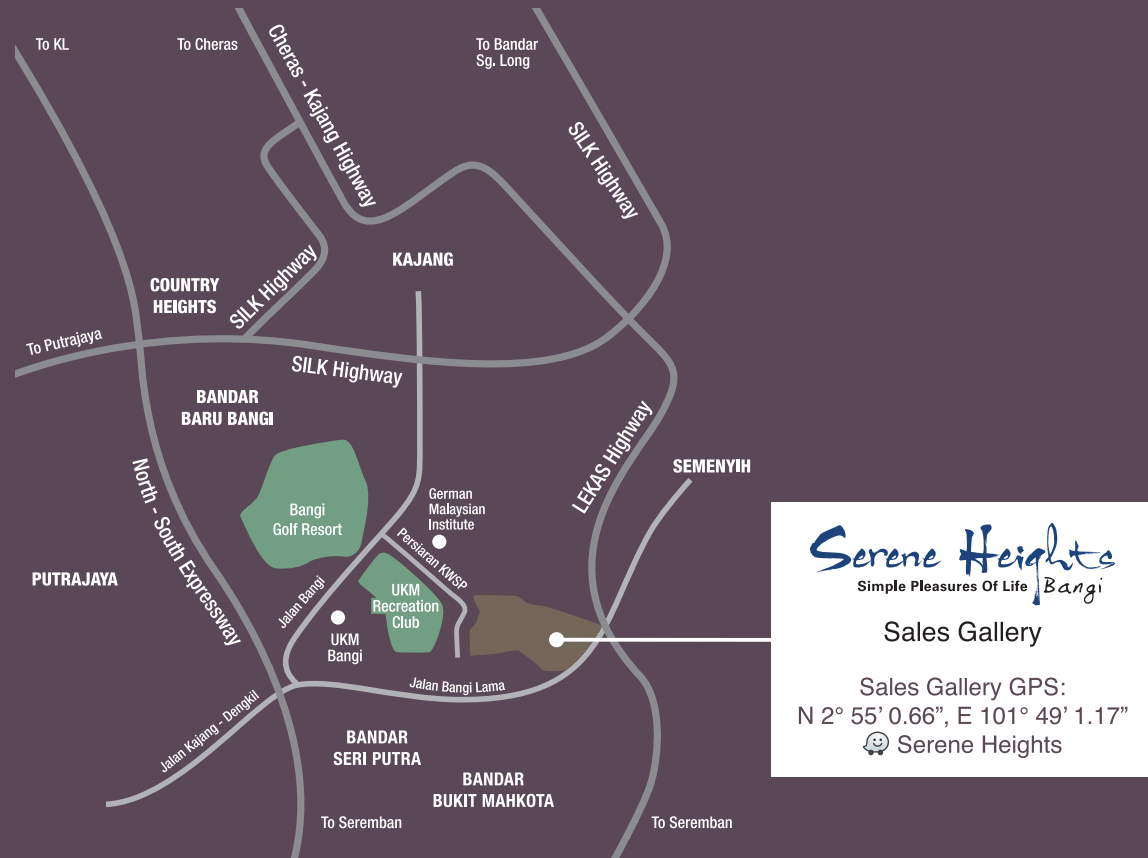 To KL
To Cheras
Cheras - Kajang Highway
To Bandar
Sg. Long
SILK Highway
KAJANG
COUNTRY
HEIGHTS
SILK Highway
To Putrajaya
SILK Highway
BANDAR
BARU BANGI
LEKAS Highway
North - South Expressway
SEMENYIH
German
Malaysian
Institute
Bangi
Golf Resort
Persiaran KWSP
PUTRAJAYA
Jalan Bangi
UKM
Recreation
Club
UKM
Bangi
Jalan Bangi Lama
Jalan Kajang - Dengkil
BANDAR
SERI PUTRA
BANDAR
BUKIT MAHKOTA
To Seremban
To Seremban
Serene Heights
Simple Pleasures Of Life Bangi
Sales Gallery
Sales Gallery GPS:
N 2° 55’ 0.66”, E 101° 49’ 1.17”
Serene Heights